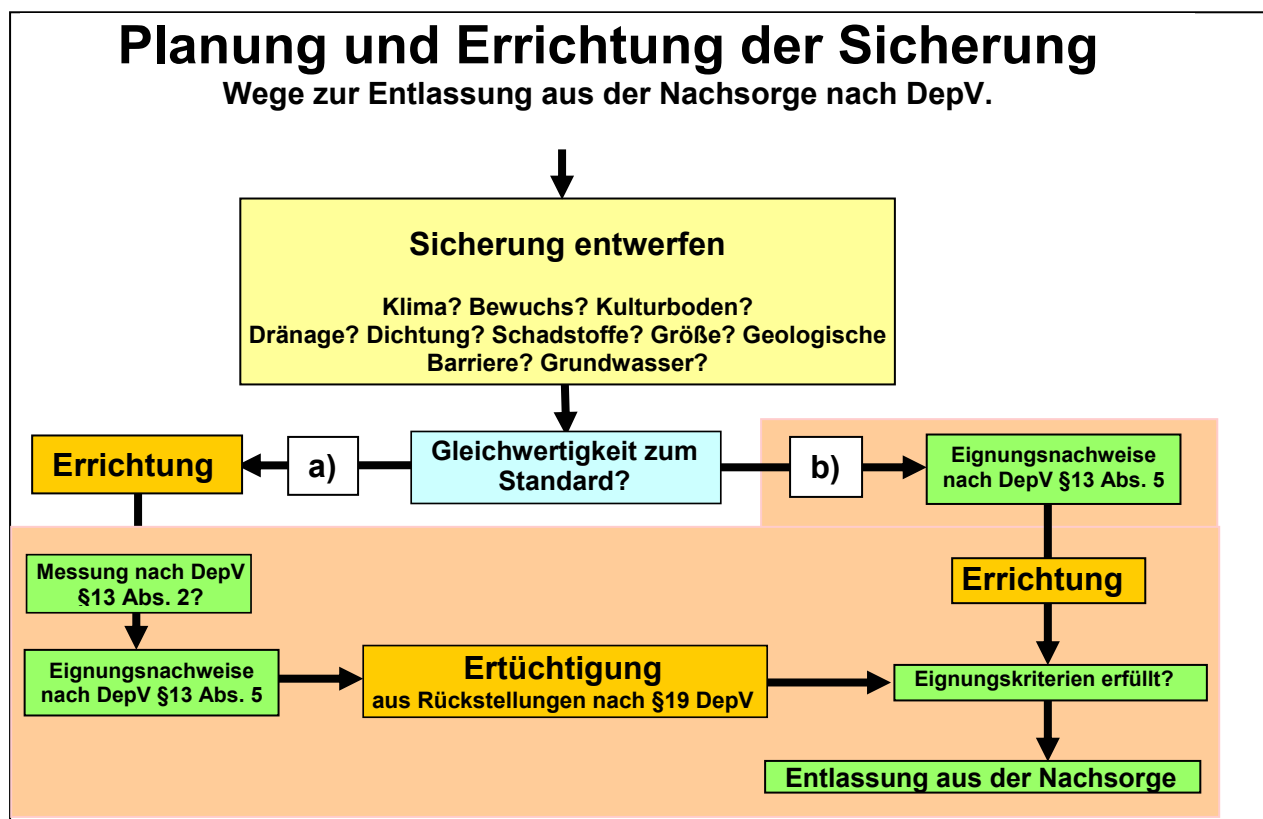 Planung und Errichtung der Sicherung
Wege zur Entlassung aus der Nachsorge nach DepV.
Sicherung entwerfen
Klima? Bewuchs? Kulturboden?
Dränage? Dichtung? Schadstoffe? Größe? Geologische
Barriere? Grundwasser?
Errichtung
a)
Gleichwertigkeit zum
Standard?
b)
Eignungsnachweise
nach DepV §13 Abs. 5
Messung nach DepV
§13 Abs. 2?
Errichtung
Eignungsnachweise
nach DepV §13 Abs. 5
Ertüchtigung
aus Rückstellungen nach §19 DepV
Eignungskriterien erfüllt?
Entlassung aus der Nachsorge